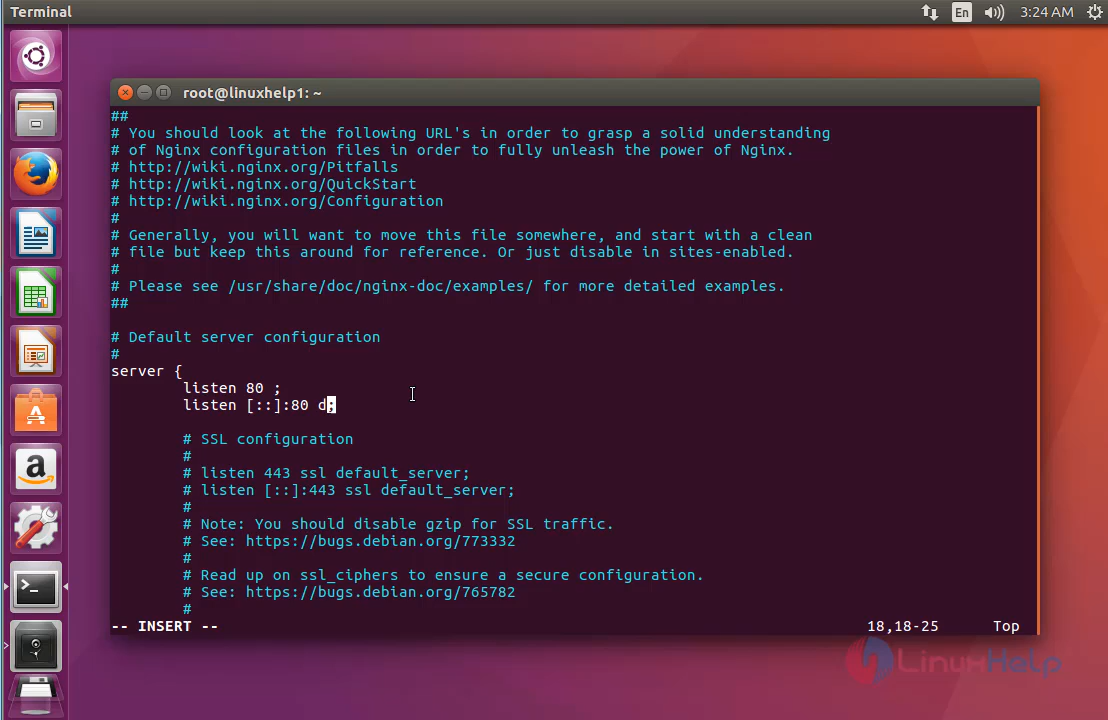 Terminal
En
3:24 AM
root@linuxhelp1: ~
##
# You should look at the following URL's in order to grasp a solid understanding
# of Nginx configuration files in order to fully unleash the power of Nginx.
# http://wiki.nginx.org/Pitfalls
# http://wiki.nginx.org/QuickStart
# http://wiki.nginx.org/Configuration
#
# Generally, you will want to move this file somewhere, and start with a clean
# file but keep this around for reference. Or just disable in sites-enabled.
#
# Please see /usr/share/doc/nginx-doc/examples/ for more detailed examples.
##
# Default server configuration
#
server {
listen 80 ;
listen [::]:80 d;
# SSL configuration
#
# listen 443 ssl default_server;
# listen [::]:443 ssl default_server;
#
# Note: You should disable gzip for SSL traffic.
# See: https://bugs.debian.org/773332
#
# Read up on ssl_ciphers to ensure a secure configuration.
# See: https://bugs.debian.org/765782
#
-- INSERT -- 18,18-25 Top
LinuxHelp